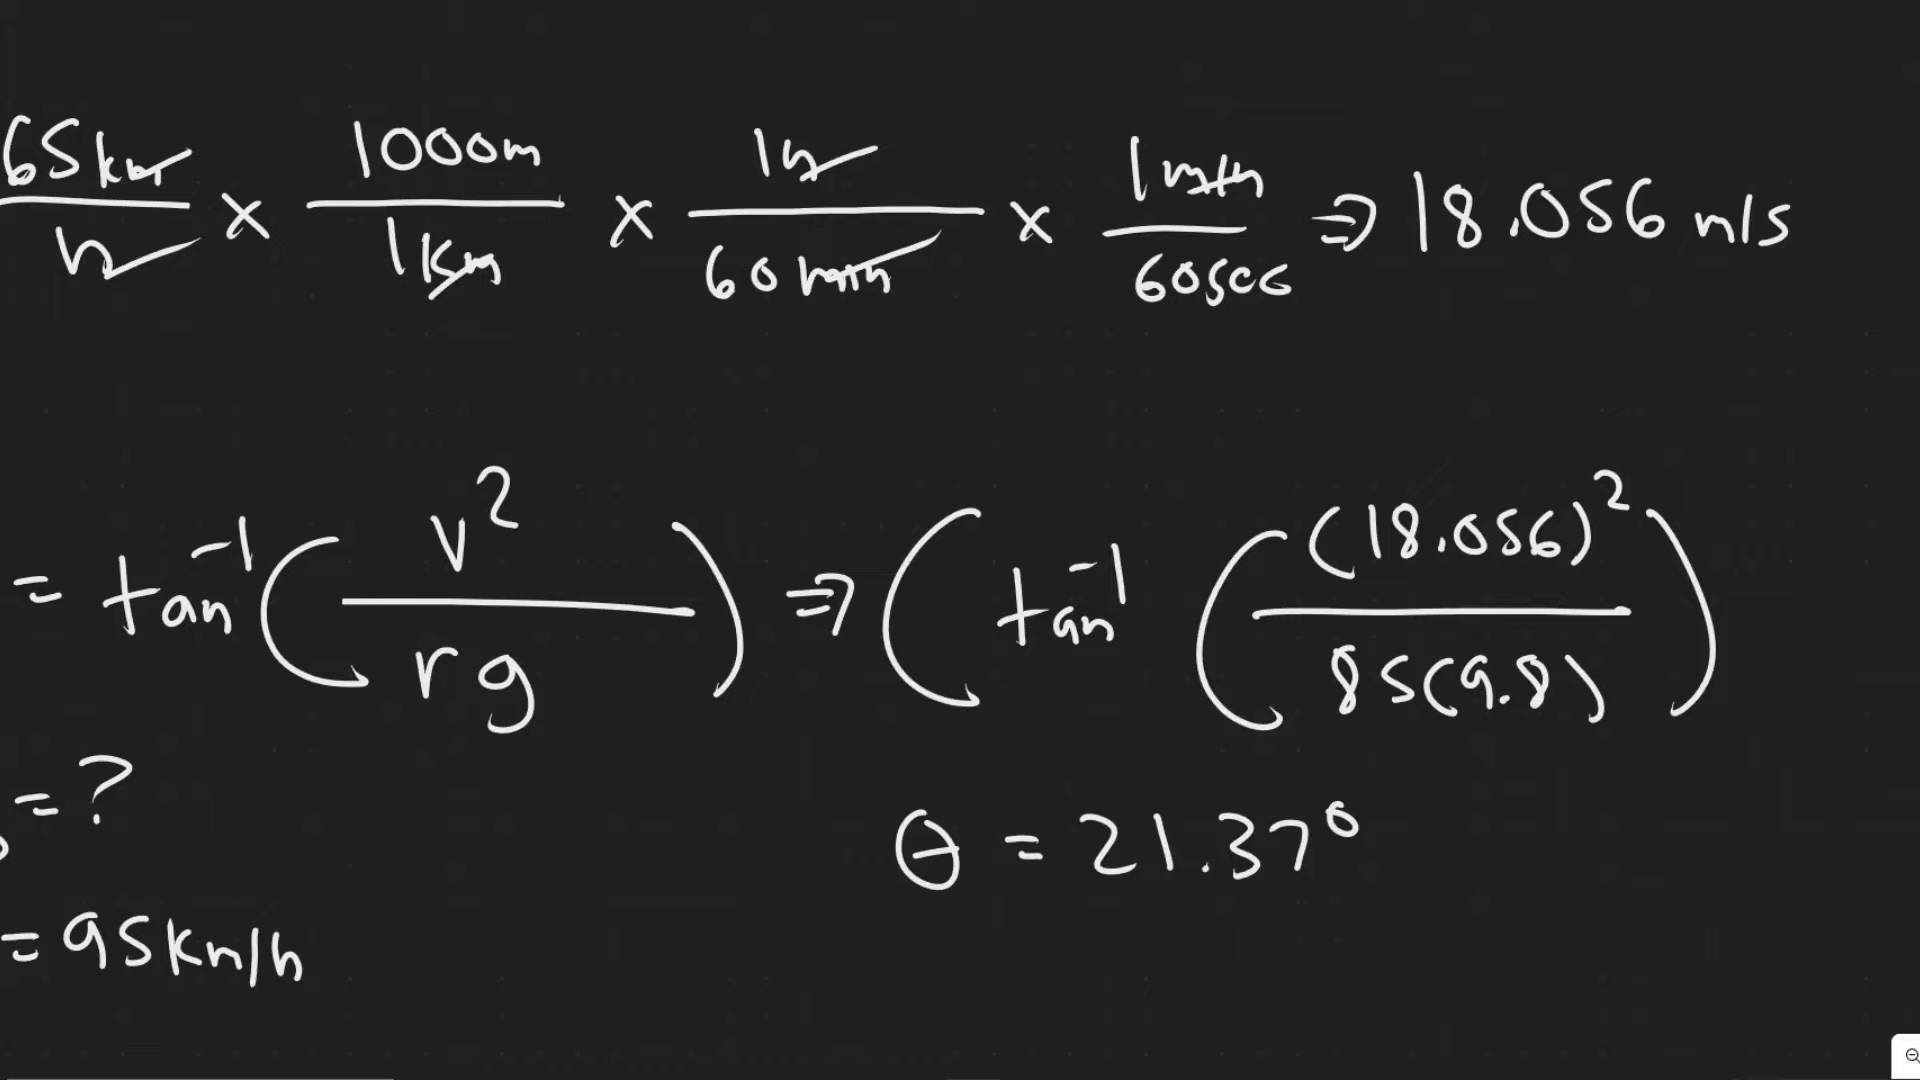 65km/h × 1000m/1km × 1h/60min × 1min/60sec ⇒ 18.056 m/s
= tan⁻¹(v²/rg) ⇒ (tan⁻¹((18.056)²/85(9.8))
= ?
θ = 21.37°
= 95km/h